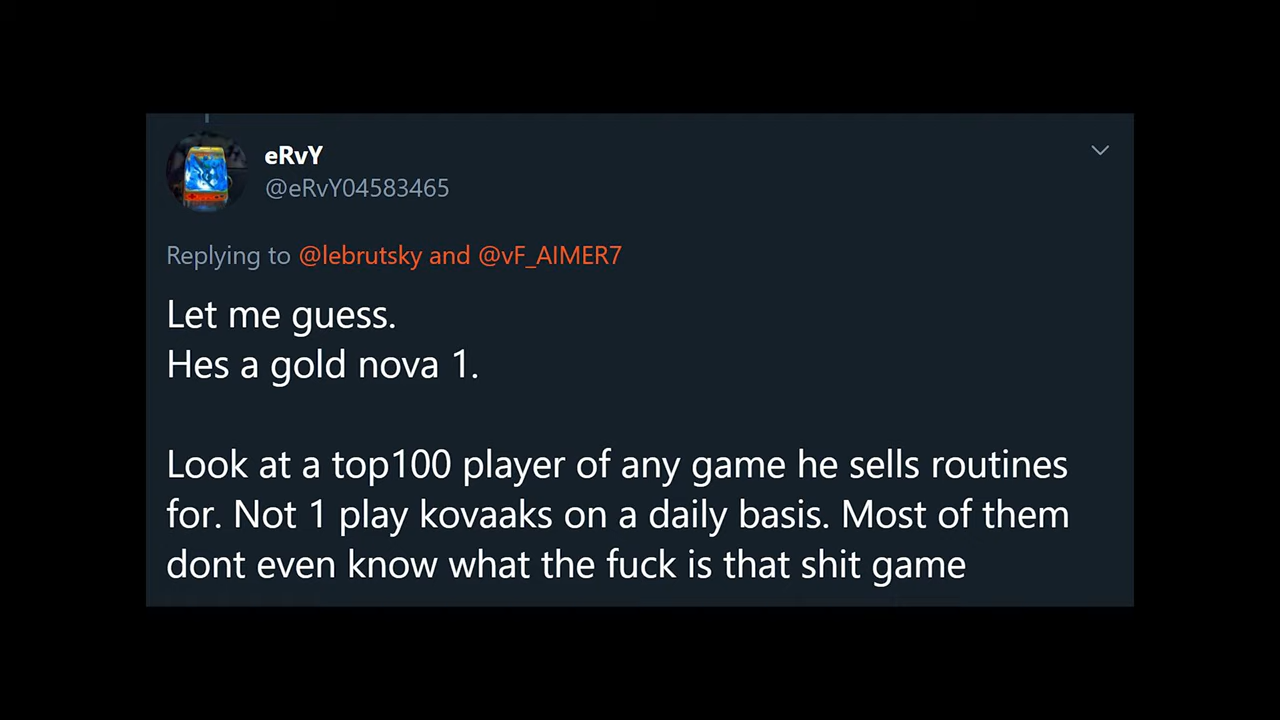 eRvY
@eRvY04583465
Replying to @lebrutsky and @vF_AIMER7
Let me guess.
Hes a gold nova 1.
Look at a top100 player of any game he sells routines
for. Not 1 play kovaaks on a daily basis. Most of them
dont even know what the fuck is that shit game